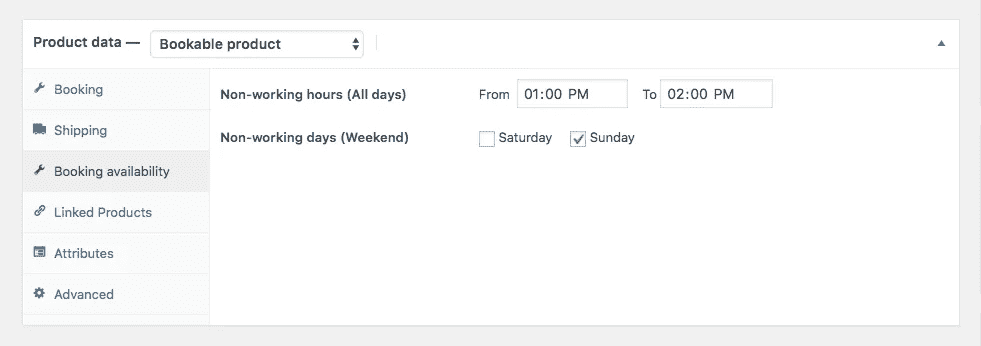 Product data — Bookable product
Booking
Shipping
Booking availability
Linked Products
Attributes
Advanced
Non-working hours (All days) From 01:00 PM To 02:00 PM
Non-working days (Weekend) Saturday Sunday